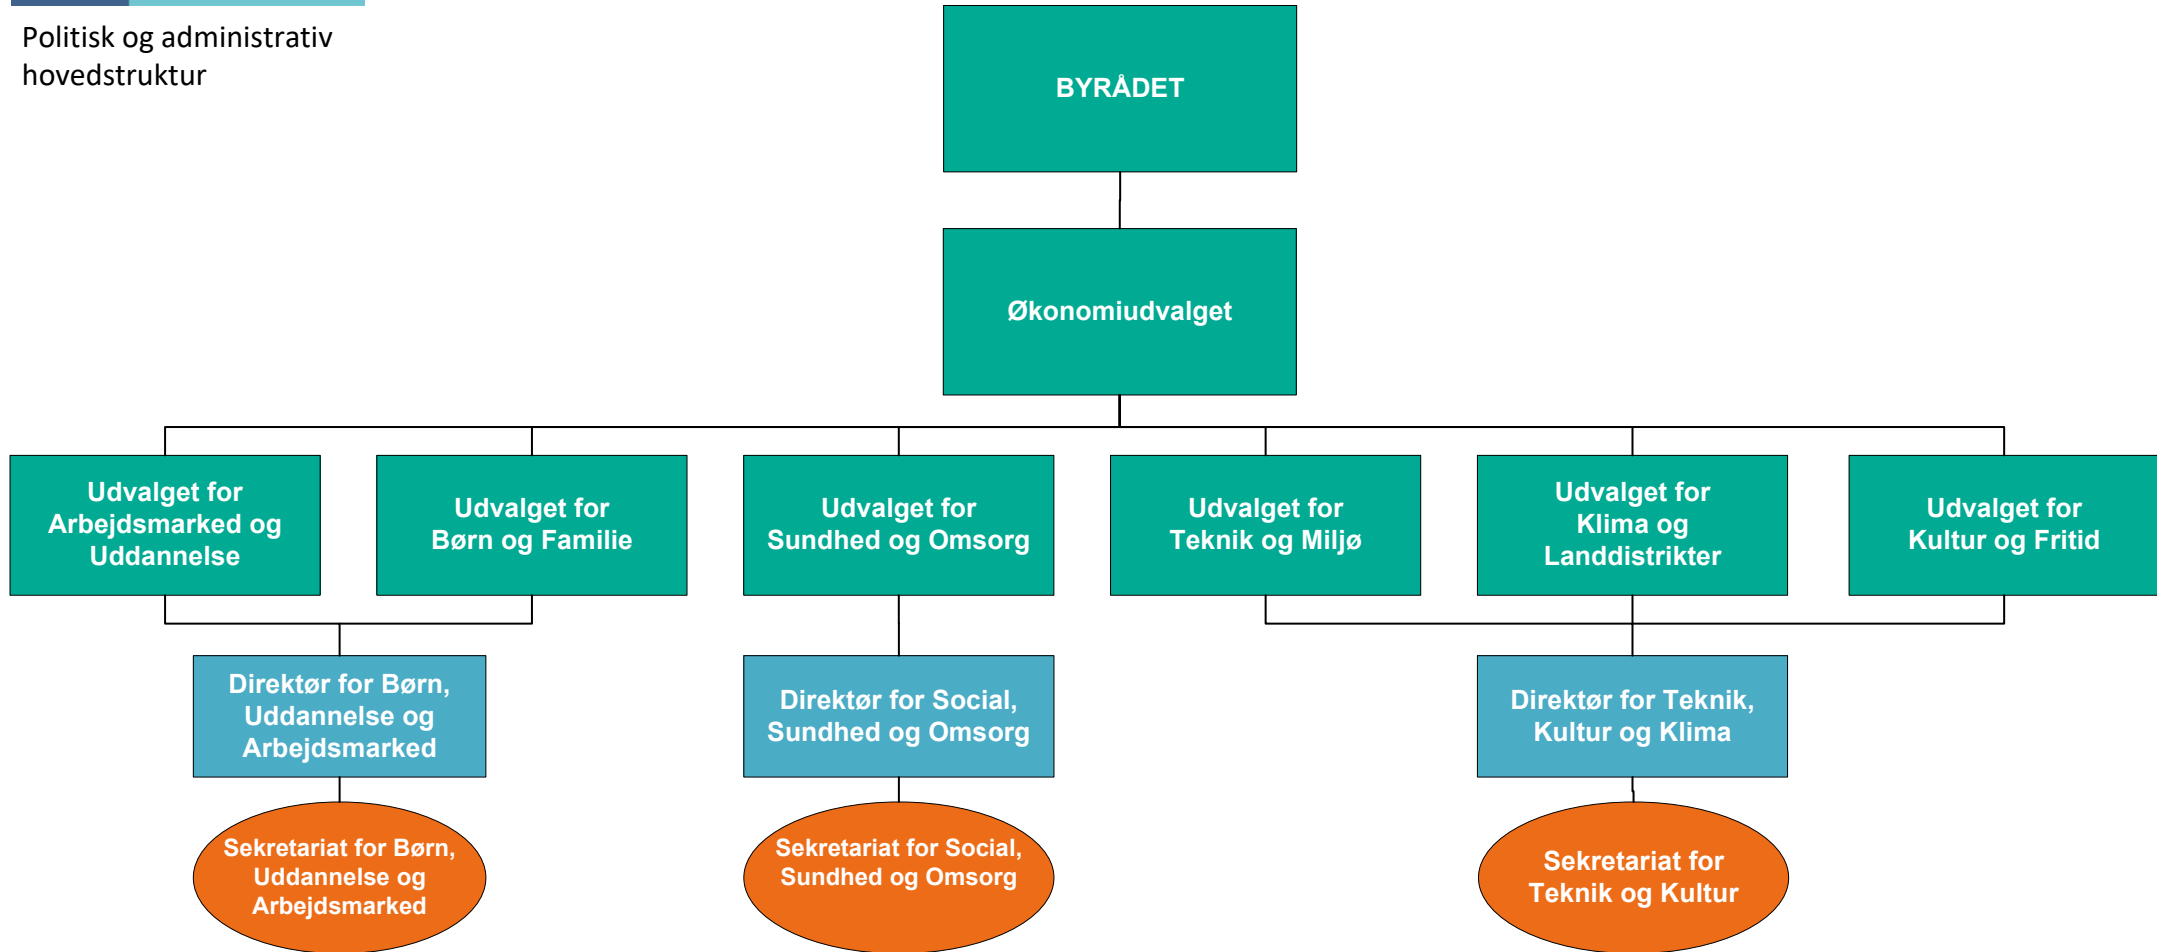 Politisk og administrativ
hovedstruktur
BYRÅDET
Økonomiudvalget
Udvalget for
Arbejdsmarked og
Uddannelse
Udvalget for
Børn og Familie
Udvalget for
Sundhed og Omsorg
Udvalget for
Teknik og Miljø
Udvalget for
Klima og
Landdistrikter
Udvalget for
Kultur og Fritid
Direktør for Børn,
Uddannelse og
Arbejdsmarked
Direktør for Social,
Sundhed og Omsorg
Direktør for Teknik,
Kultur og Klima
Sekretariat for Børn,
Uddannelse og
Arbejdsmarked
Sekretariat for Social,
Sundhed og Omsorg
Sekretariat for
Teknik og Kultur